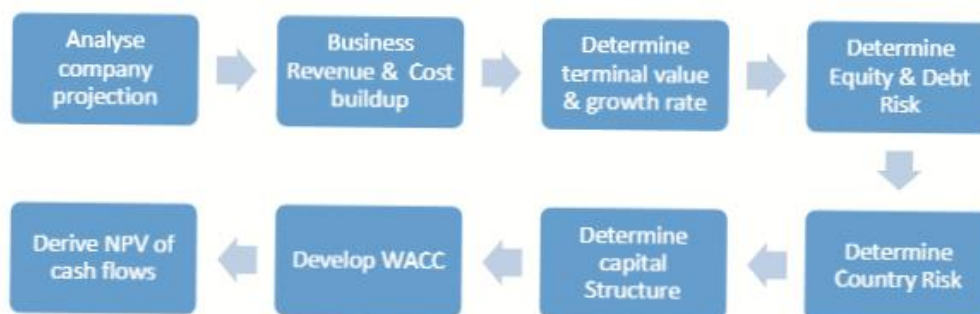 Analyse
company
projection
Business
Revenue & Cost
buildup
Determine
terminal value
& growth rate
Determine
Equity & Debt
Risk
Determine
Country Risk
Determine
capital
Structure
Develop WACC
Derive NPV of
cash flows